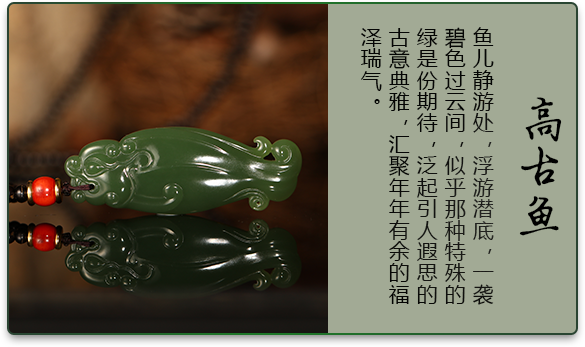 高古鱼
鱼儿静游处，浮游潜底，一袭
碧色过云间，似乎那种特殊的
绿是份期待，泛起引人遐思的
古意典雅，汇聚年年有余的福
泽瑞气。